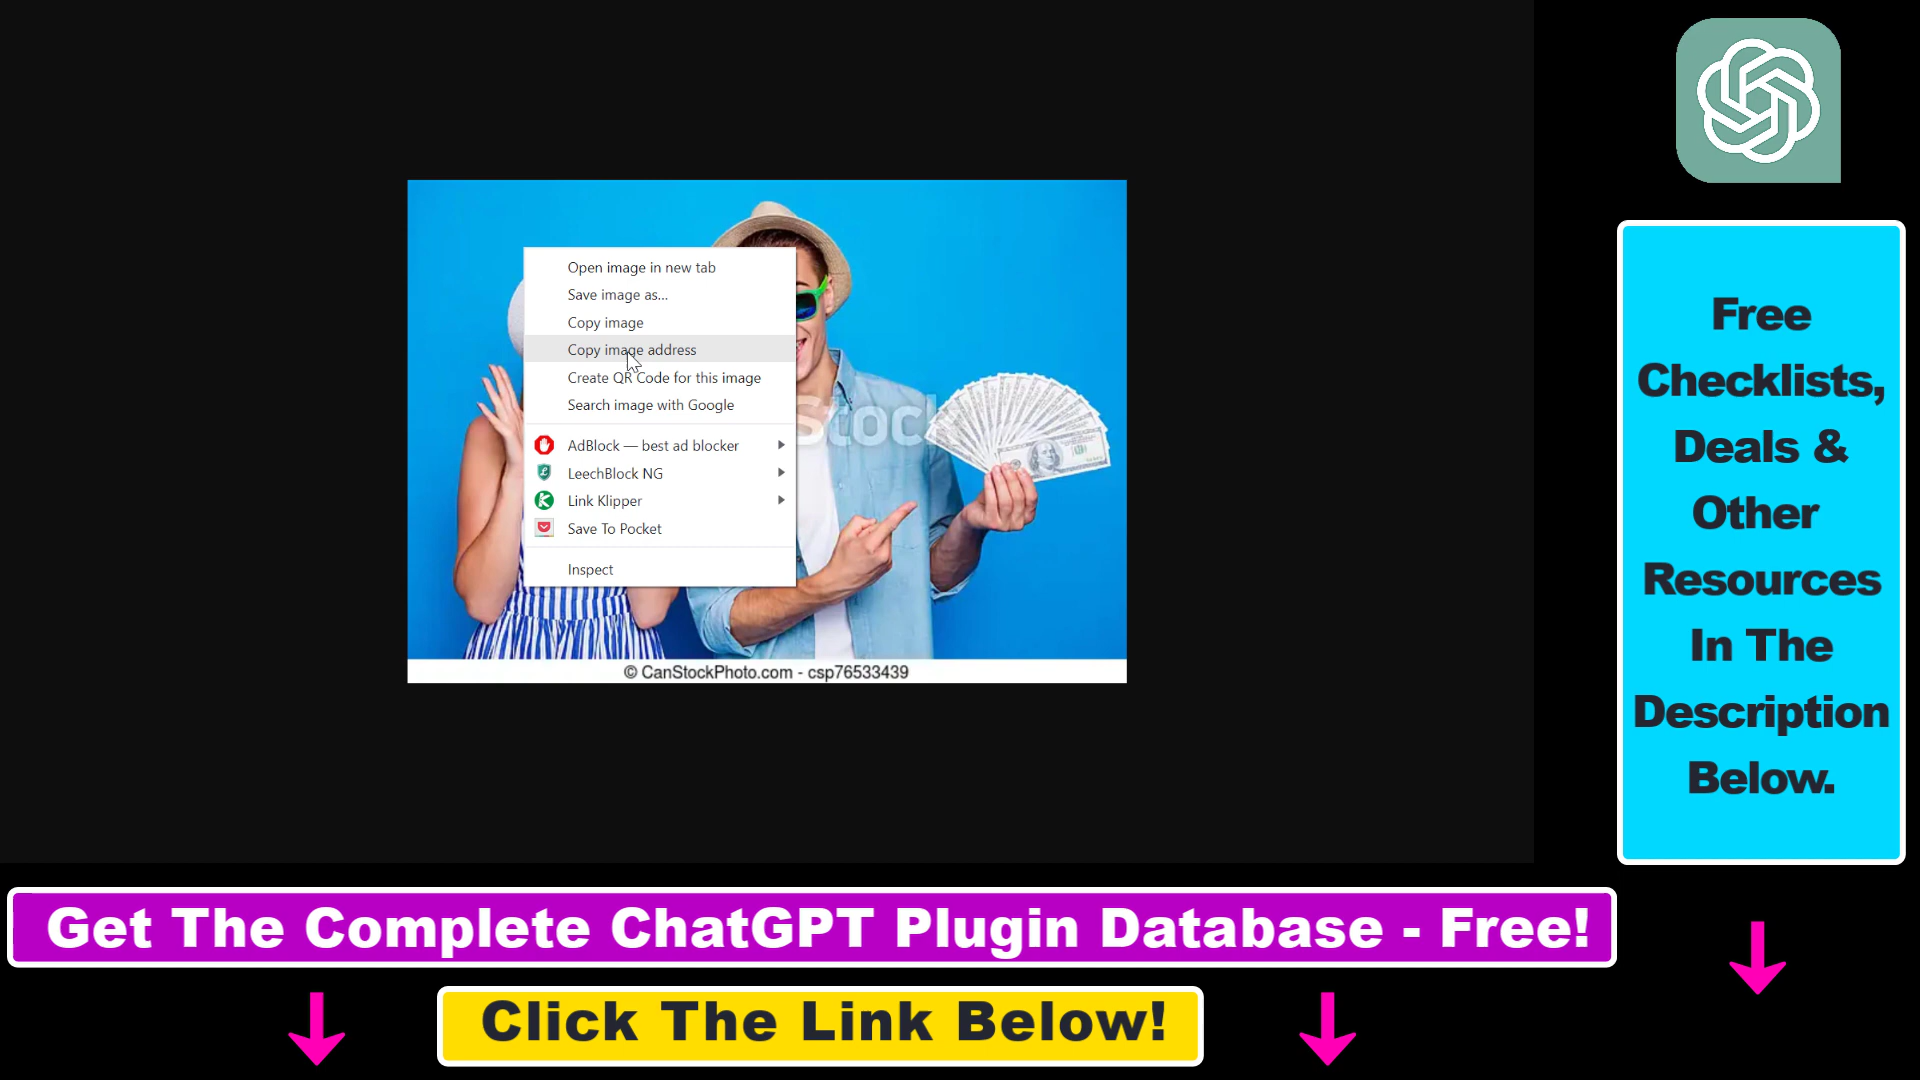 Open image in new tab
Save image as...
Copy image
Copy image address
Create QR Code for this image
Search image with Google
AdBlock — best ad blocker
LeechBlock NG
Link Klipper
Save To Pocket
Inspect
Stock
© CanStockPhoto.com - csp76533439
Free
Checklists,
Deals &
Other
Resources
In The
Description
Below.
Get The Complete ChatGPT Plugin Database - Free!
Click The Link Below!